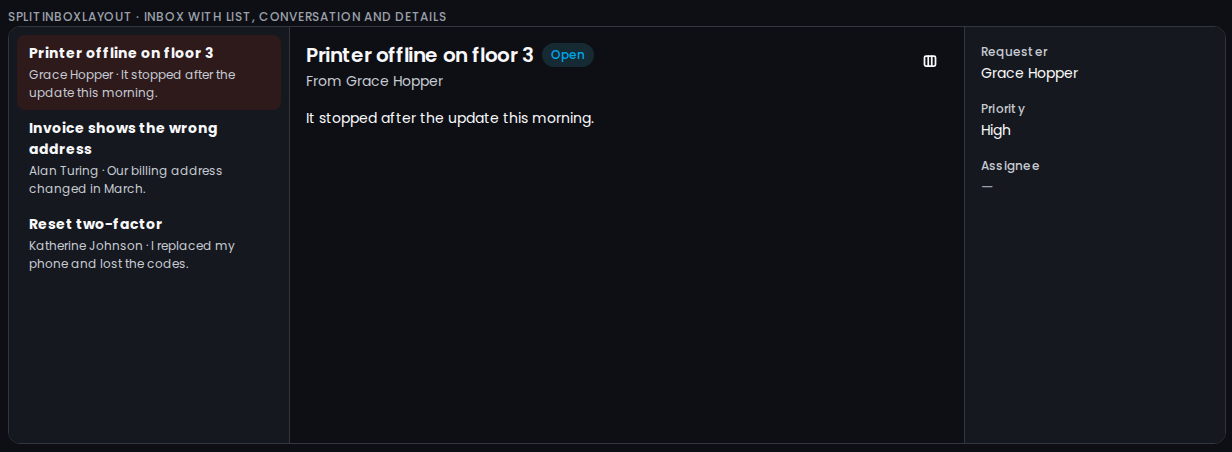 SPLITINBOXLAYOUT · INBOX WITH LIST, CONVERSATION AND DETAILS
Printer offline on floor 3
Grace Hopper · It stopped after the
update this morning.
Invoice shows the wrong
address
Alan Turing · Our billing address
changed in March.
Reset two-factor
Katherine Johnson · I replaced my
phone and lost the codes.
Printer offline on floor 3
Open
From Grace Hopper
It stopped after the update this morning.
Requester
Grace Hopper
Priority
High
Assignee
—